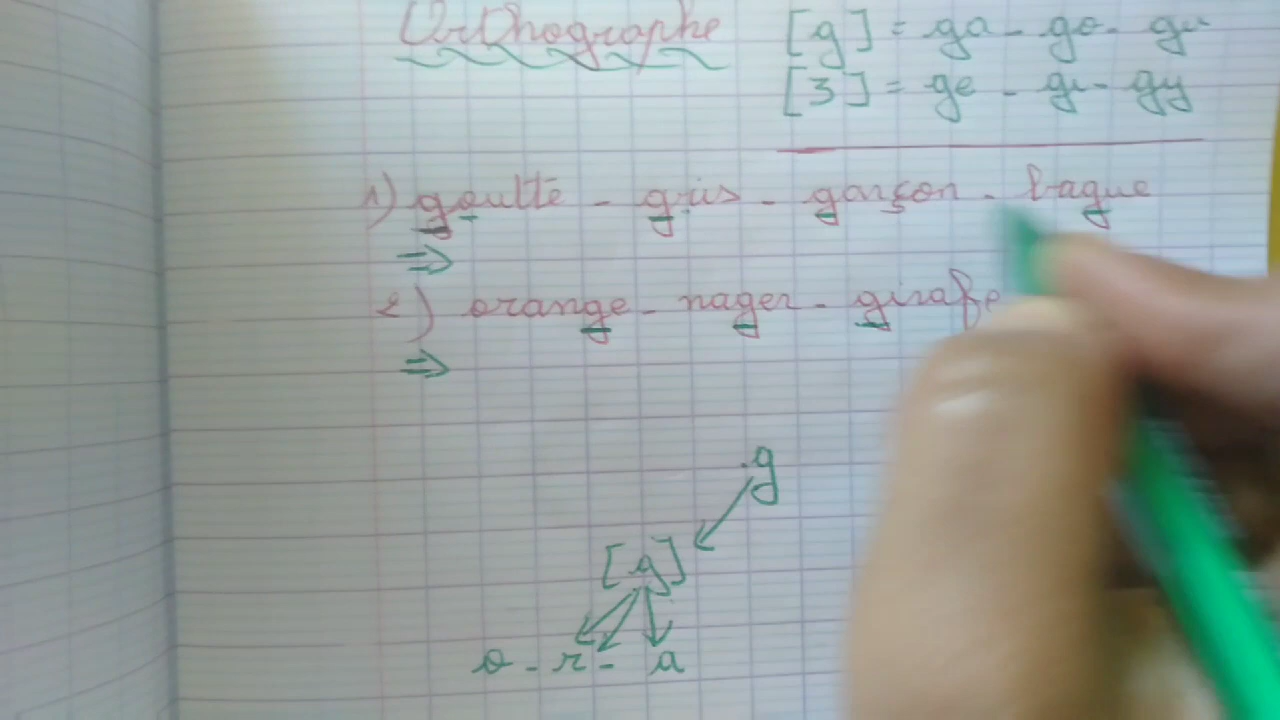 Orthographe
[g] = ga - go - gu
[ʒ] = ge - gi - gy
1) goutte - gris - garçon - bague
⇒
2) orange - nager - girafe
⇒
g
[g]
o - r - a